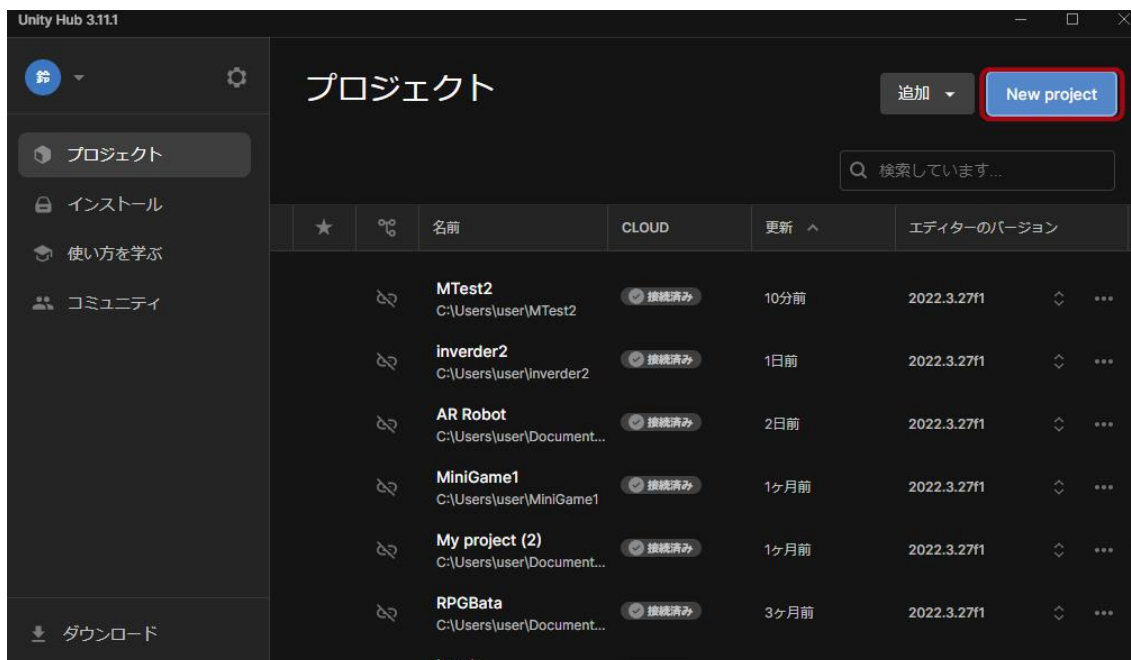 Unity Hub 3.11.1
鈴
プロジェクト
追加
New project
プロジェクト
インストール
使い方を学ぶ
コミュニティ
ダウンロード
検索しています...
名前 CLOUD 更新 エディターのバージョン
MTest2 接続済み 10分前 2022.3.27f1
C:\Users\user\MTest2
inverder2 接続済み 1日前 2022.3.27f1
C:\Users\user\inverder2
AR Robot 接続済み 2日前 2022.3.27f1
C:\Users\user\Document...
MiniGame1 接続済み 1ヶ月前 2022.3.27f1
C:\Users\user\MiniGame1
My project (2) 接続済み 1ヶ月前 2022.3.27f1
C:\Users\user\Document...
RPGBata 接続済み 3ヶ月前 2022.3.27f1
C:\Users\user\Document...